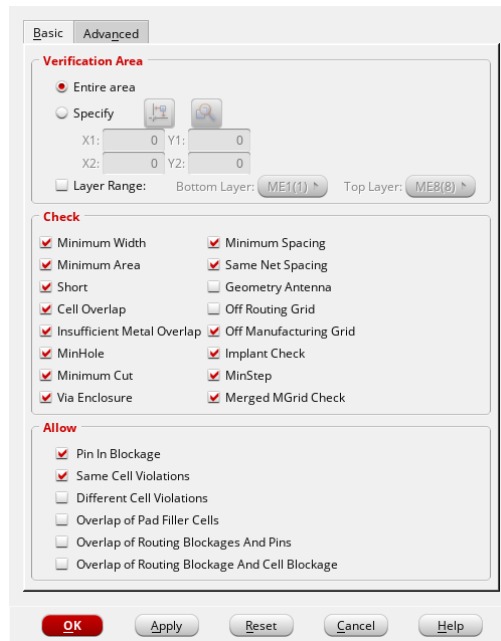 Basic Advanced
Verification Area
Entire area
Specify
X1: 0 Y1: 0
X2: 0 Y2: 0
Layer Range: Bottom Layer: ME1(1) Top Layer: ME8(8)
Check
Minimum Width Minimum Spacing
Minimum Area Same Net Spacing
Short Geometry Antenna
Cell Overlap Off Routing Grid
Insufficient Metal Overlap Off Manufacturing Grid
MinHole Implant Check
Minimum Cut MinStep
Via Enclosure Merged MGrid Check
Allow
Pin In Blockage
Same Cell Violations
Different Cell Violations
Overlap of Pad Filler Cells
Overlap of Routing Blockages And Pins
Overlap of Routing Blockage And Cell Blockage
OK Apply Reset Cancel Help